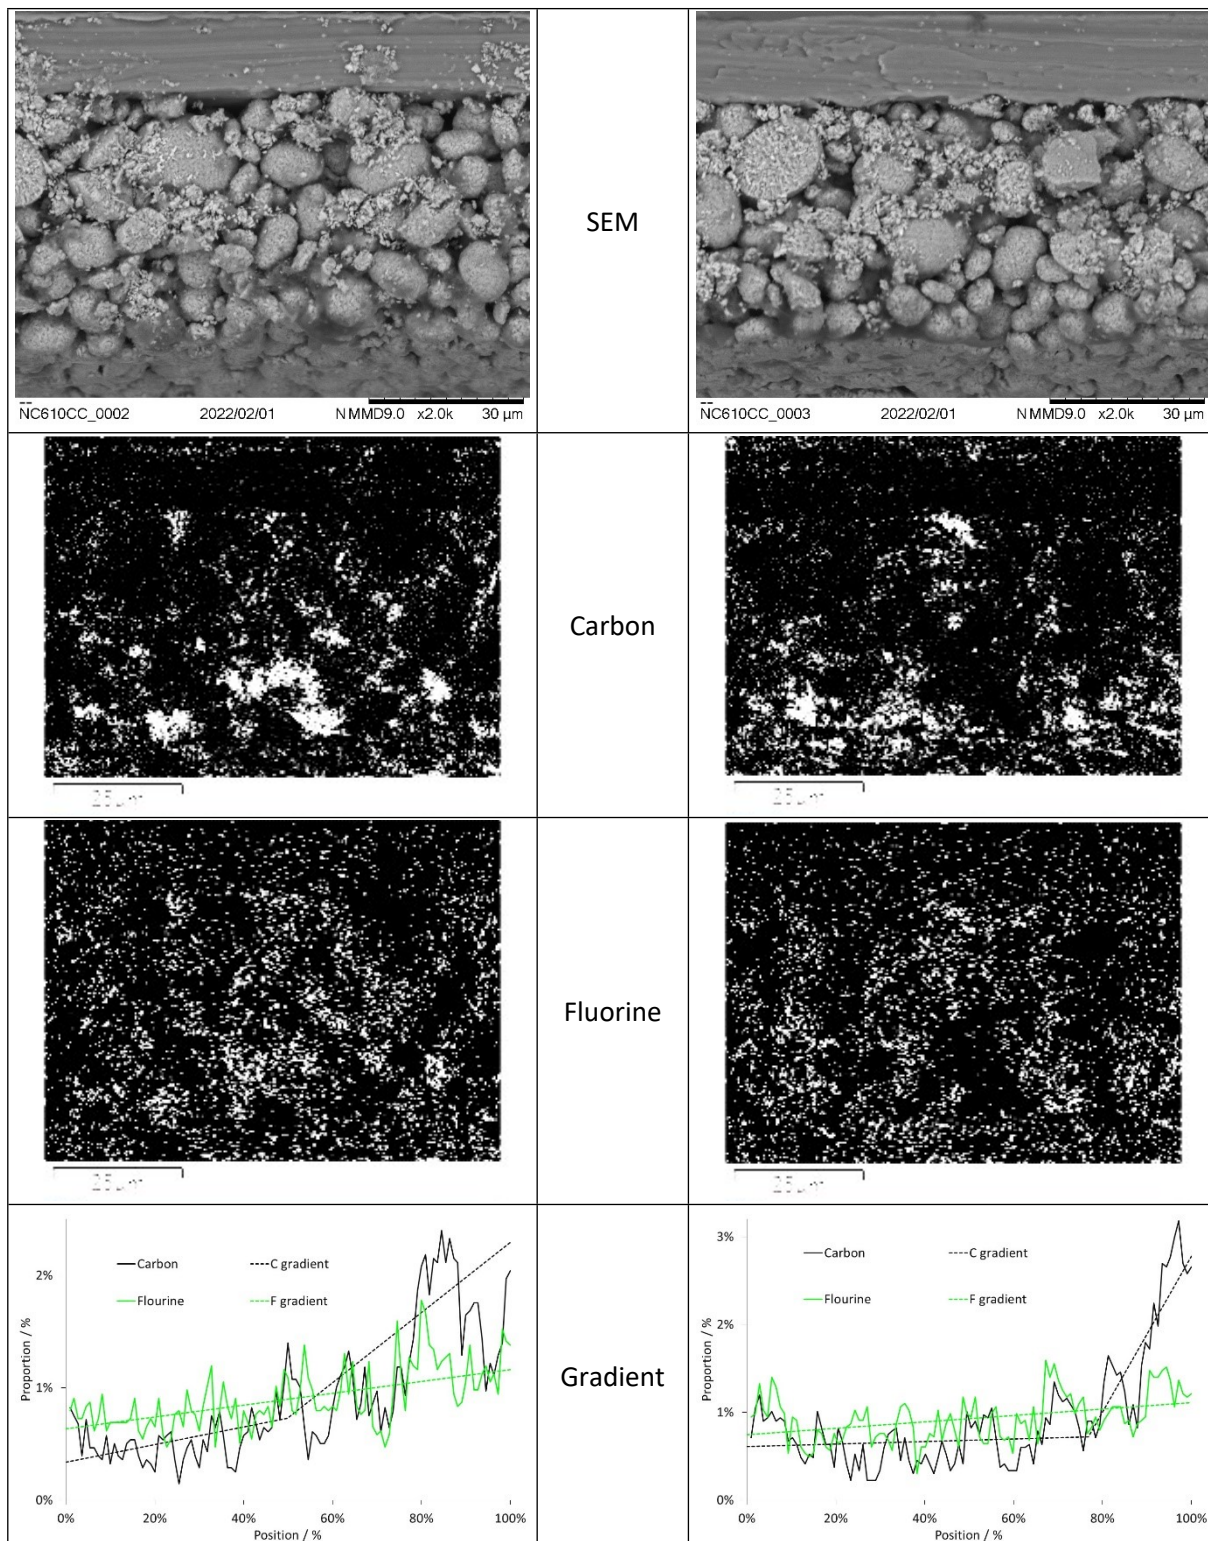 SEM
NC610CC_0002 2022/02/01 N MMD9.0 x2.0k 30 µm
NC610CC_0003 2022/02/01 N MMD9.0 x2.0k 30 µm
Carbon
Fluorine
Gradient
Carbon C gradient
Flourine F gradient
2%
1%
0%
Proportion / %
0% 20% 40% 60% 80% 100%
Position / %
Carbon C gradient
Flourine F gradient
3%
2%
1%
0%
Proportion / %
0% 20% 40% 60% 80% 100%
Position / %